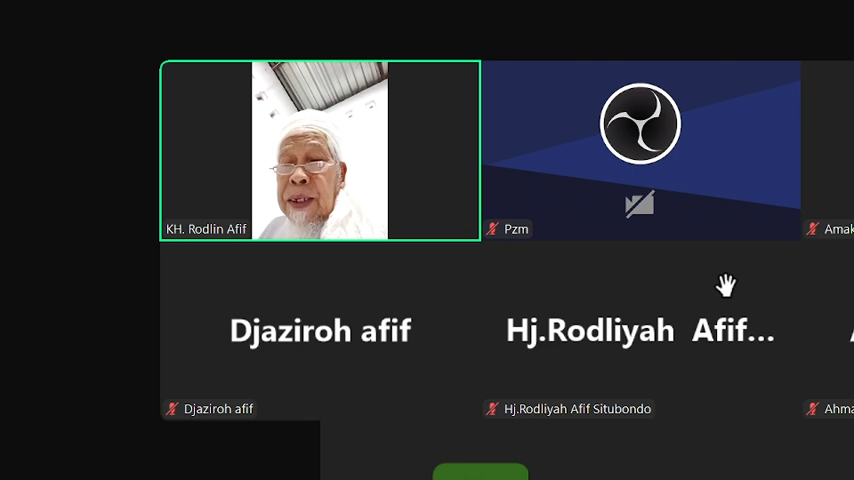 KH. Rodlin Afif
Pzm
Djaziroh afif
Hj.Rodliyah Afif...
Djaziroh afif
Hj.Rodliyah Afif Situbondo